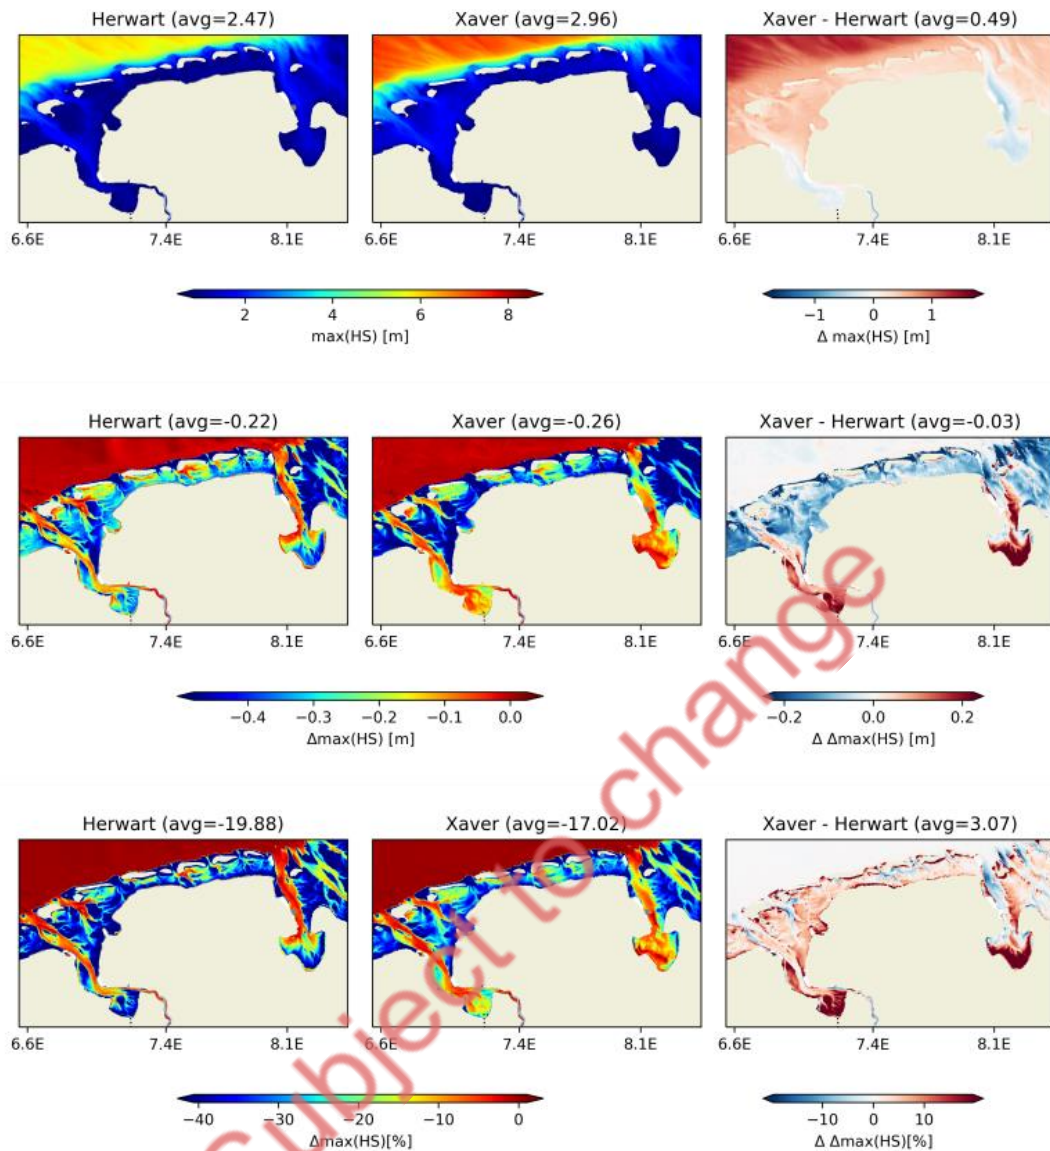 Herwart (avg=2.47)
Xaver (avg=2.96)
Xaver - Herwart (avg=0.49)
6.6E 7.4E 8.1E
6.6E 7.4E 8.1E
6.6E 7.4E 8.1E
2 4 6 8
max(HS) [m]
−1 0 1
Δ max(HS) [m]
Herwart (avg=-0.22)
Xaver (avg=-0.26)
Xaver - Herwart (avg=-0.03)
6.6E 7.4E 8.1E
6.6E 7.4E 8.1E
6.6E 7.4E 8.1E
−0.4 −0.3 −0.2 −0.1 0.0
Δmax(HS) [m]
−0.2 0.0 0.2
Δ Δmax(HS) [m]
Herwart (avg=-19.88)
Xaver (avg=-17.02)
Xaver - Herwart (avg=3.07)
6.6E 7.4E 8.1E
6.6E 7.4E 8.1E
6.6E 7.4E 8.1E
−40 −30 −20 −10 0
Δmax(HS)[%]
−10 0 10
Δ Δmax(HS)[%]
Subject to change